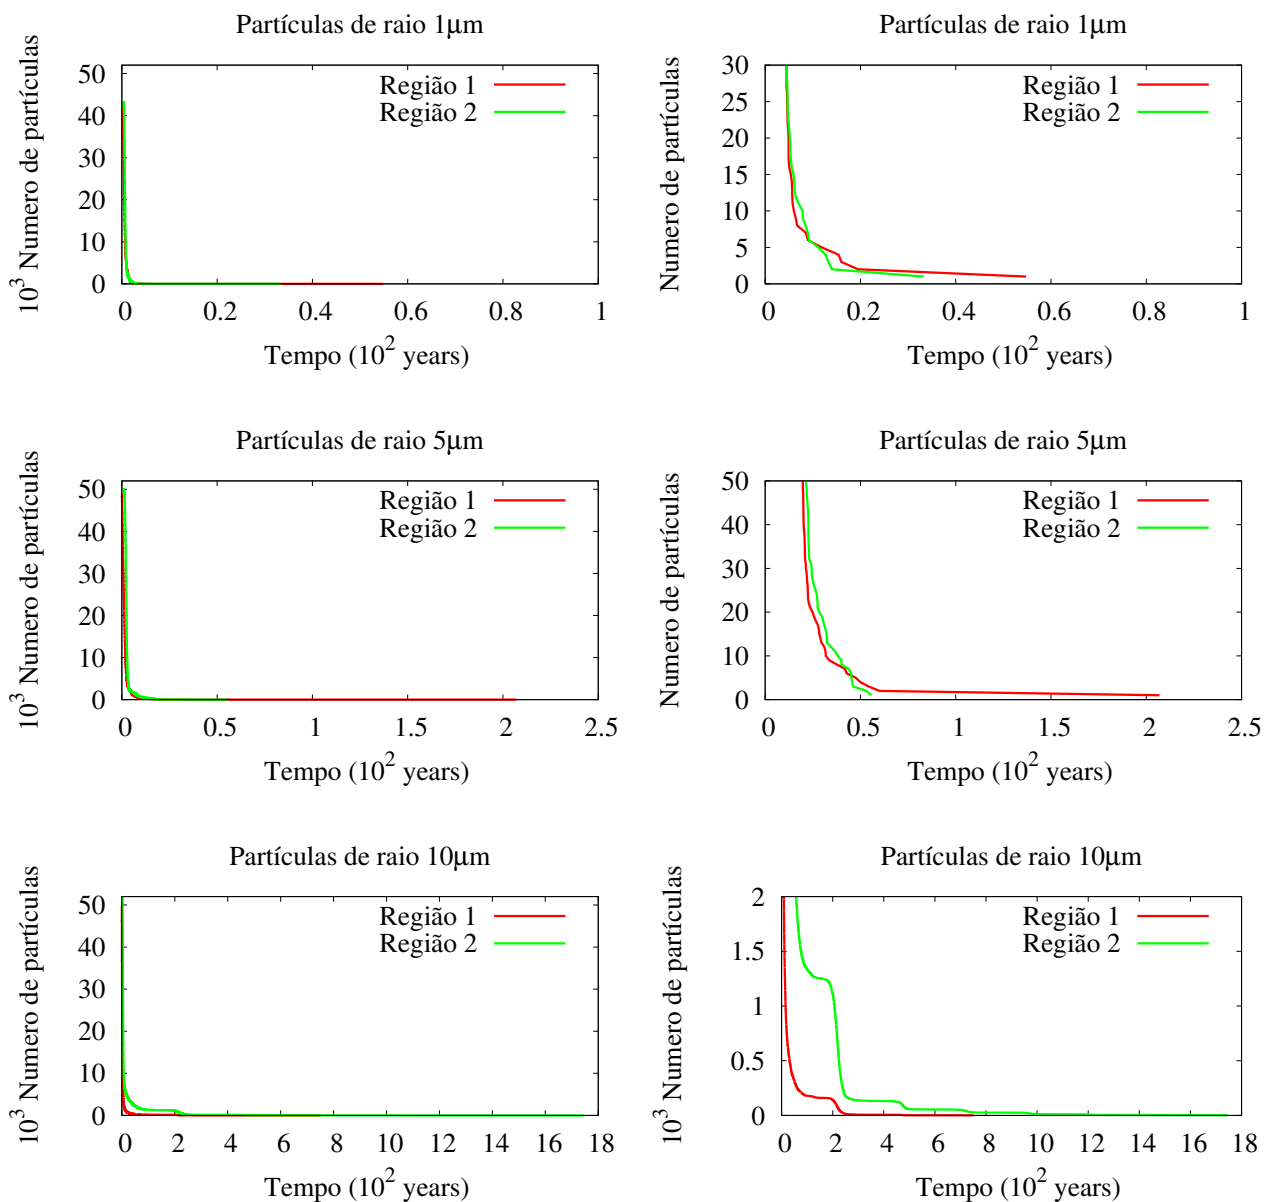 Partículas de raio 1μm
10³ Numero de partículas
50
40
30
20
10
0
Região 1
Região 2
0 0.2 0.4 0.6 0.8 1
Tempo (10² years)
Partículas de raio 1μm
Numero de partículas
30
25
20
15
10
5
0
Região 1
Região 2
0 0.2 0.4 0.6 0.8 1
Tempo (10² years)
Partículas de raio 5μm
10³ Numero de partículas
50
40
30
20
10
0
Região 1
Região 2
0 0.5 1 1.5 2 2.5
Tempo (10² years)
Partículas de raio 5μm
Numero de partículas
50
40
30
20
10
0
Região 1
Região 2
0 0.5 1 1.5 2 2.5
Tempo (10² years)
Partículas de raio 10μm
10³ Numero de partículas
50
40
30
20
10
0
Região 1
Região 2
0 2 4 6 8 10 12 14 16 18
Tempo (10² years)
Partículas de raio 10μm
10³ Numero de partículas
2
1.5
1
0.5
0
Região 1
Região 2
0 2 4 6 8 10 12 14 16 18
Tempo (10² years)